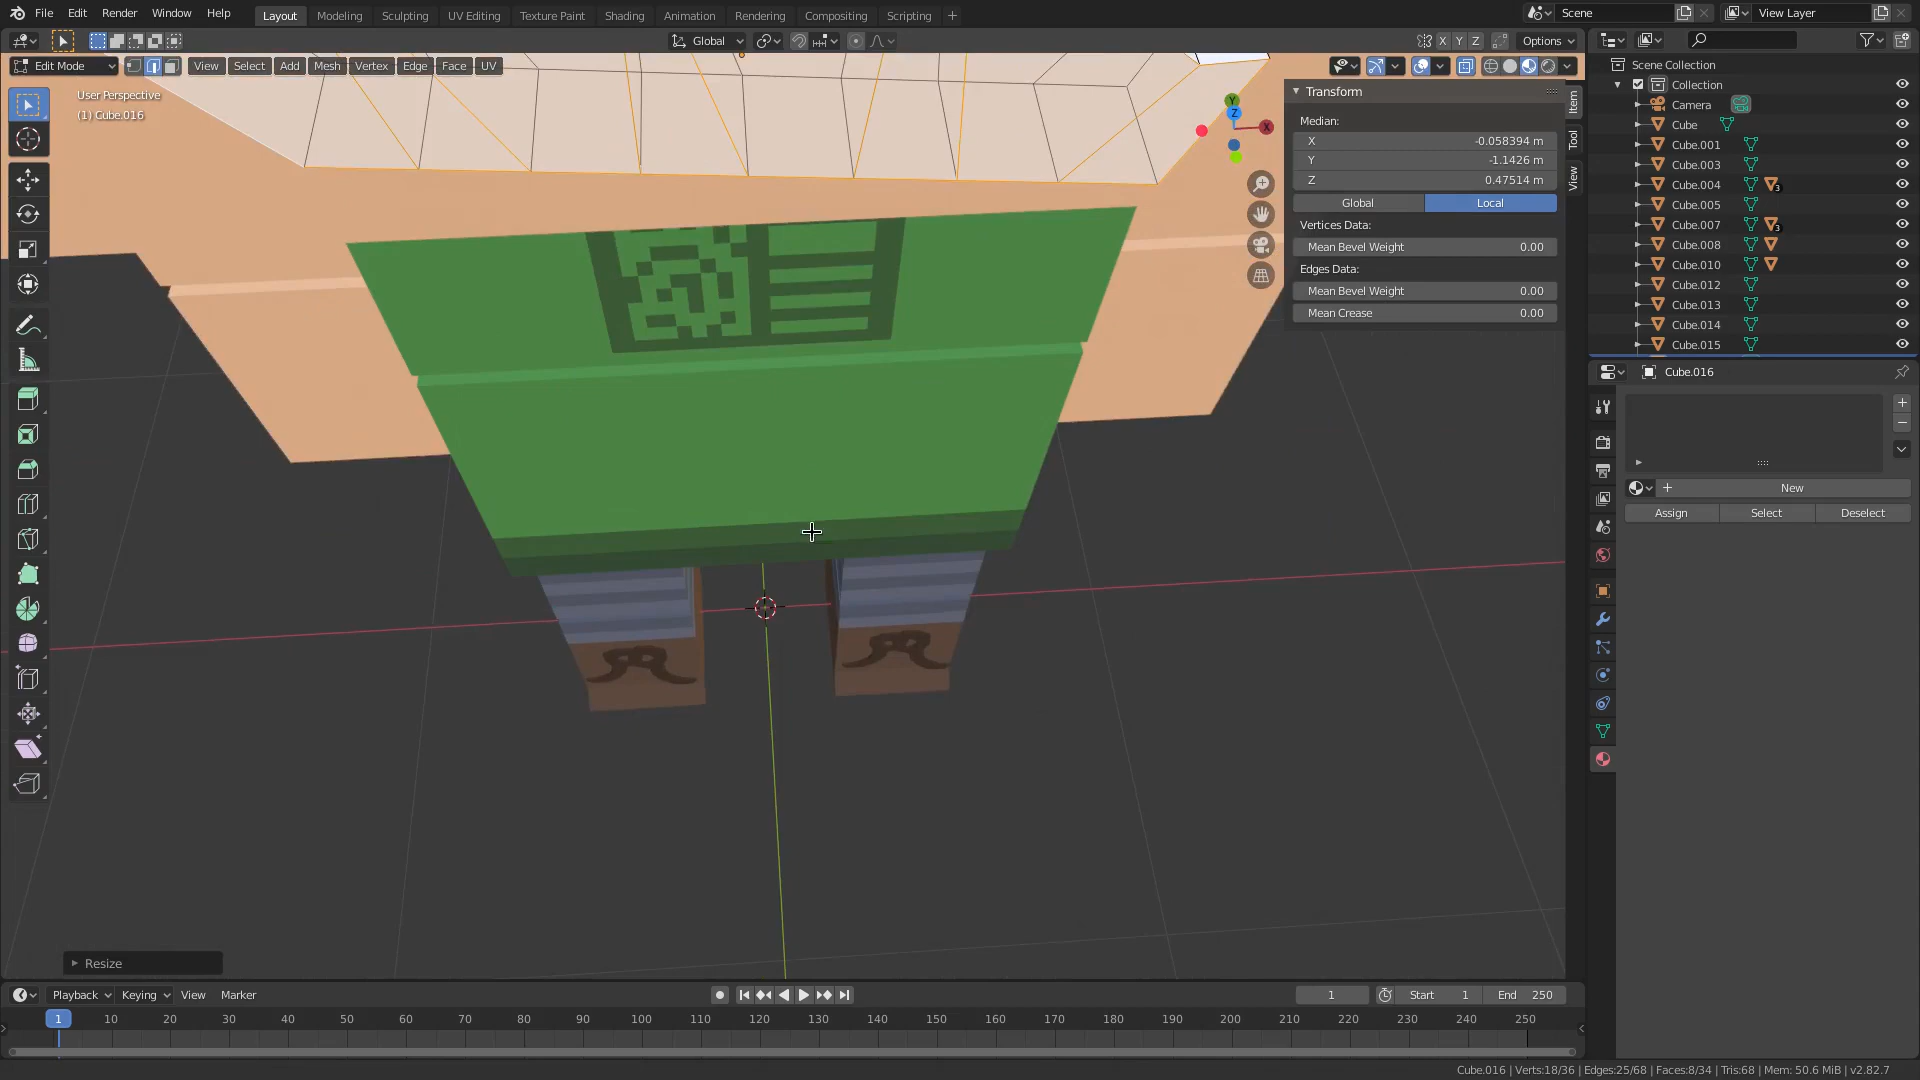 File Edit Render Window Help Layout Modeling Sculpting UV Editing Texture Paint Shading Animation Rendering Compositing Scripting + Scene View Layer
Global X Y Z Options
Edit Mode View Select Add Mesh Vertex Edge Face UV
User Perspective
(1) Cube.016
Transform
Median:
X -0.058394 m
Y -1.1426 m
Z 0.47514 m
Global Local
Vertices Data:
Mean Bevel Weight 0.00
Edges Data:
Mean Bevel Weight 0.00
Mean Crease 0.00
Item
Tool
View
Y
Z
X
Scene Collection
Collection
Camera
Cube
Cube.001
Cube.003
Cube.004 3
Cube.005
Cube.007 3
Cube.008
Cube.010
Cube.012
Cube.013
Cube.014
Cube.015
Cube.016
+ New
Assign Select Deselect
Resize
Playback Keying View Marker 1 Start 1 End 250
1 10 20 30 40 50 60 70 80 90 100 110 120 130 140 150 160 170 180 190 200 210 220 230 240 250
Cube.016 | Verts:18/36 | Edges:25/68 | Faces:8/34 | Tris:68 | Mem: 50.6 MiB | v2.82.7